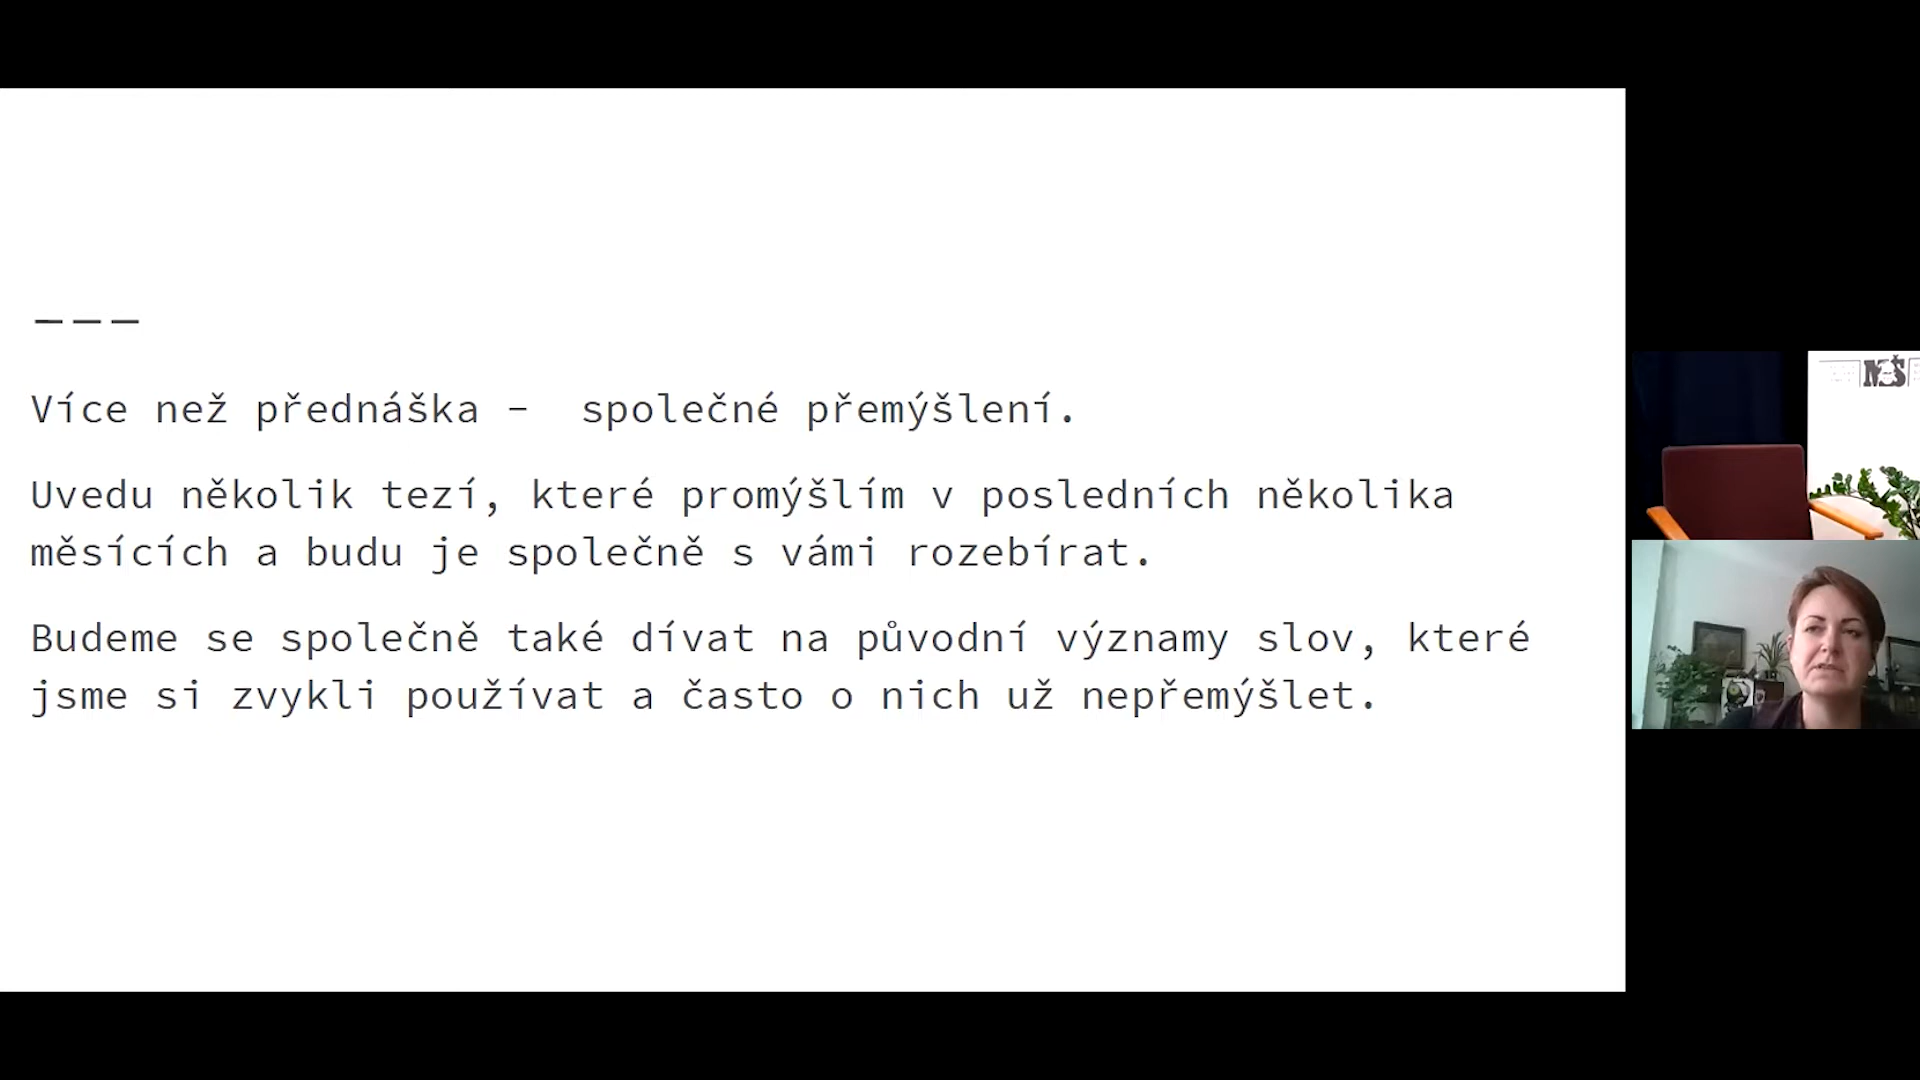 ———
Více než přednáška - společné přemýšlení.
Uvedu několik tezí, které promýšlím v posledních několika
měsících a budu je společně s vámi rozebírat.
Budeme se společně také dívat na původní významy slov, které
jsme si zvykli používat a často o nich už nepřemýšlet.
MŠ